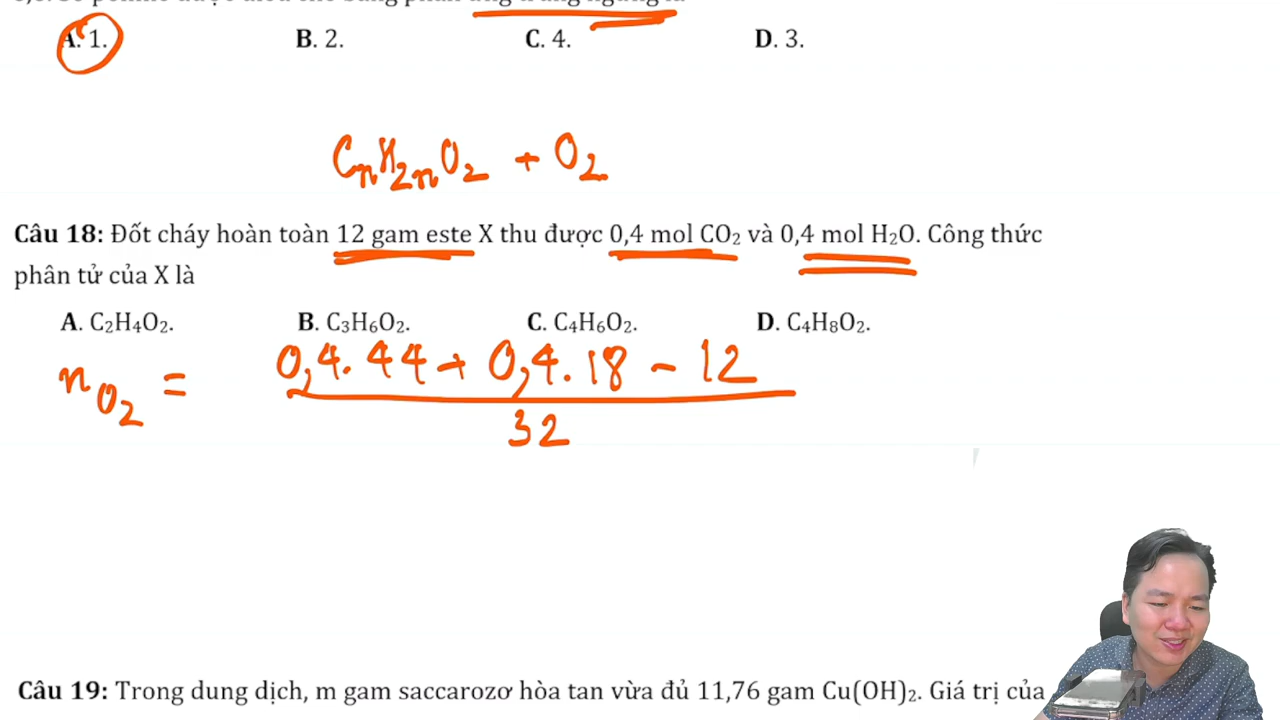 A. 1. B. 2. C. 4. D. 3.
CnH2nO2 + O2
Câu 18: Đốt cháy hoàn toàn 12 gam este X thu được 0,4 mol CO2 và 0,4 mol H2O. Công thức
phân tử của X là
A. C2H4O2. B. C3H6O2. C. C4H6O2. D. C4H8O2.
nO2 = 0,4.44 + 0,4.18 - 12
32
Câu 19: Trong dung dịch, m gam saccarozơ hòa tan vừa đủ 11,76 gam Cu(OH)2. Giá trị của